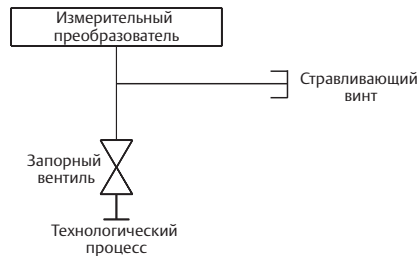 Измерительный
преобразователь
Стравливающий
винт
Запорный
вентиль
Технологический
процесс